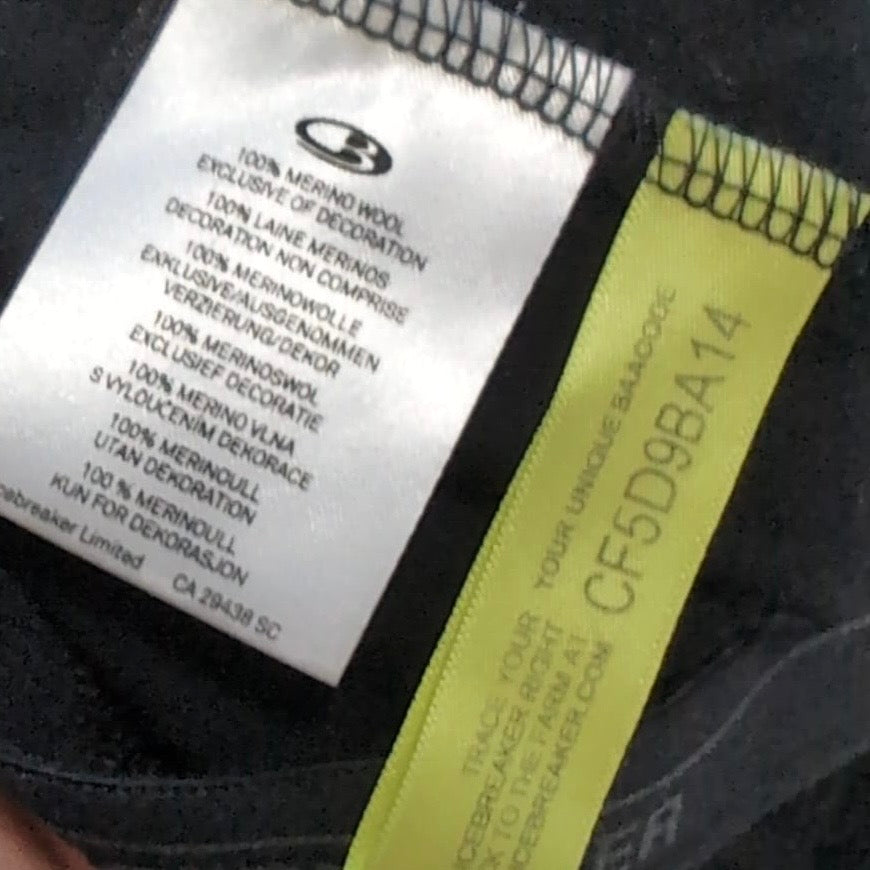 100% MERINO WOOL
EXCLUSIVE OF DECORATION
100% LAINE MERINOS
DECORATION NON COMPRISE
100% MERINOWOLLE
EXKLUSIVE/AUSGENOMMEN
VERZIERUNG/DEKOR
100% MERINOSWOL
EXCLUSIEF DECORATIE
100% MERINO VLNA
S VYLOUCENIM DEKORACE
100% MERINOULL
UTAN DEKORATION
100 % MERINOULL
KUN FOR DEKORASJON
cebreaker Limited CA 29438 SC
YOUR UNIQUE BAACODE
CF5D9BA14
TRACE YOUR
ICEBREAKER RIGHT
CK TO THE FARM AT
ICEBREAKER.COM